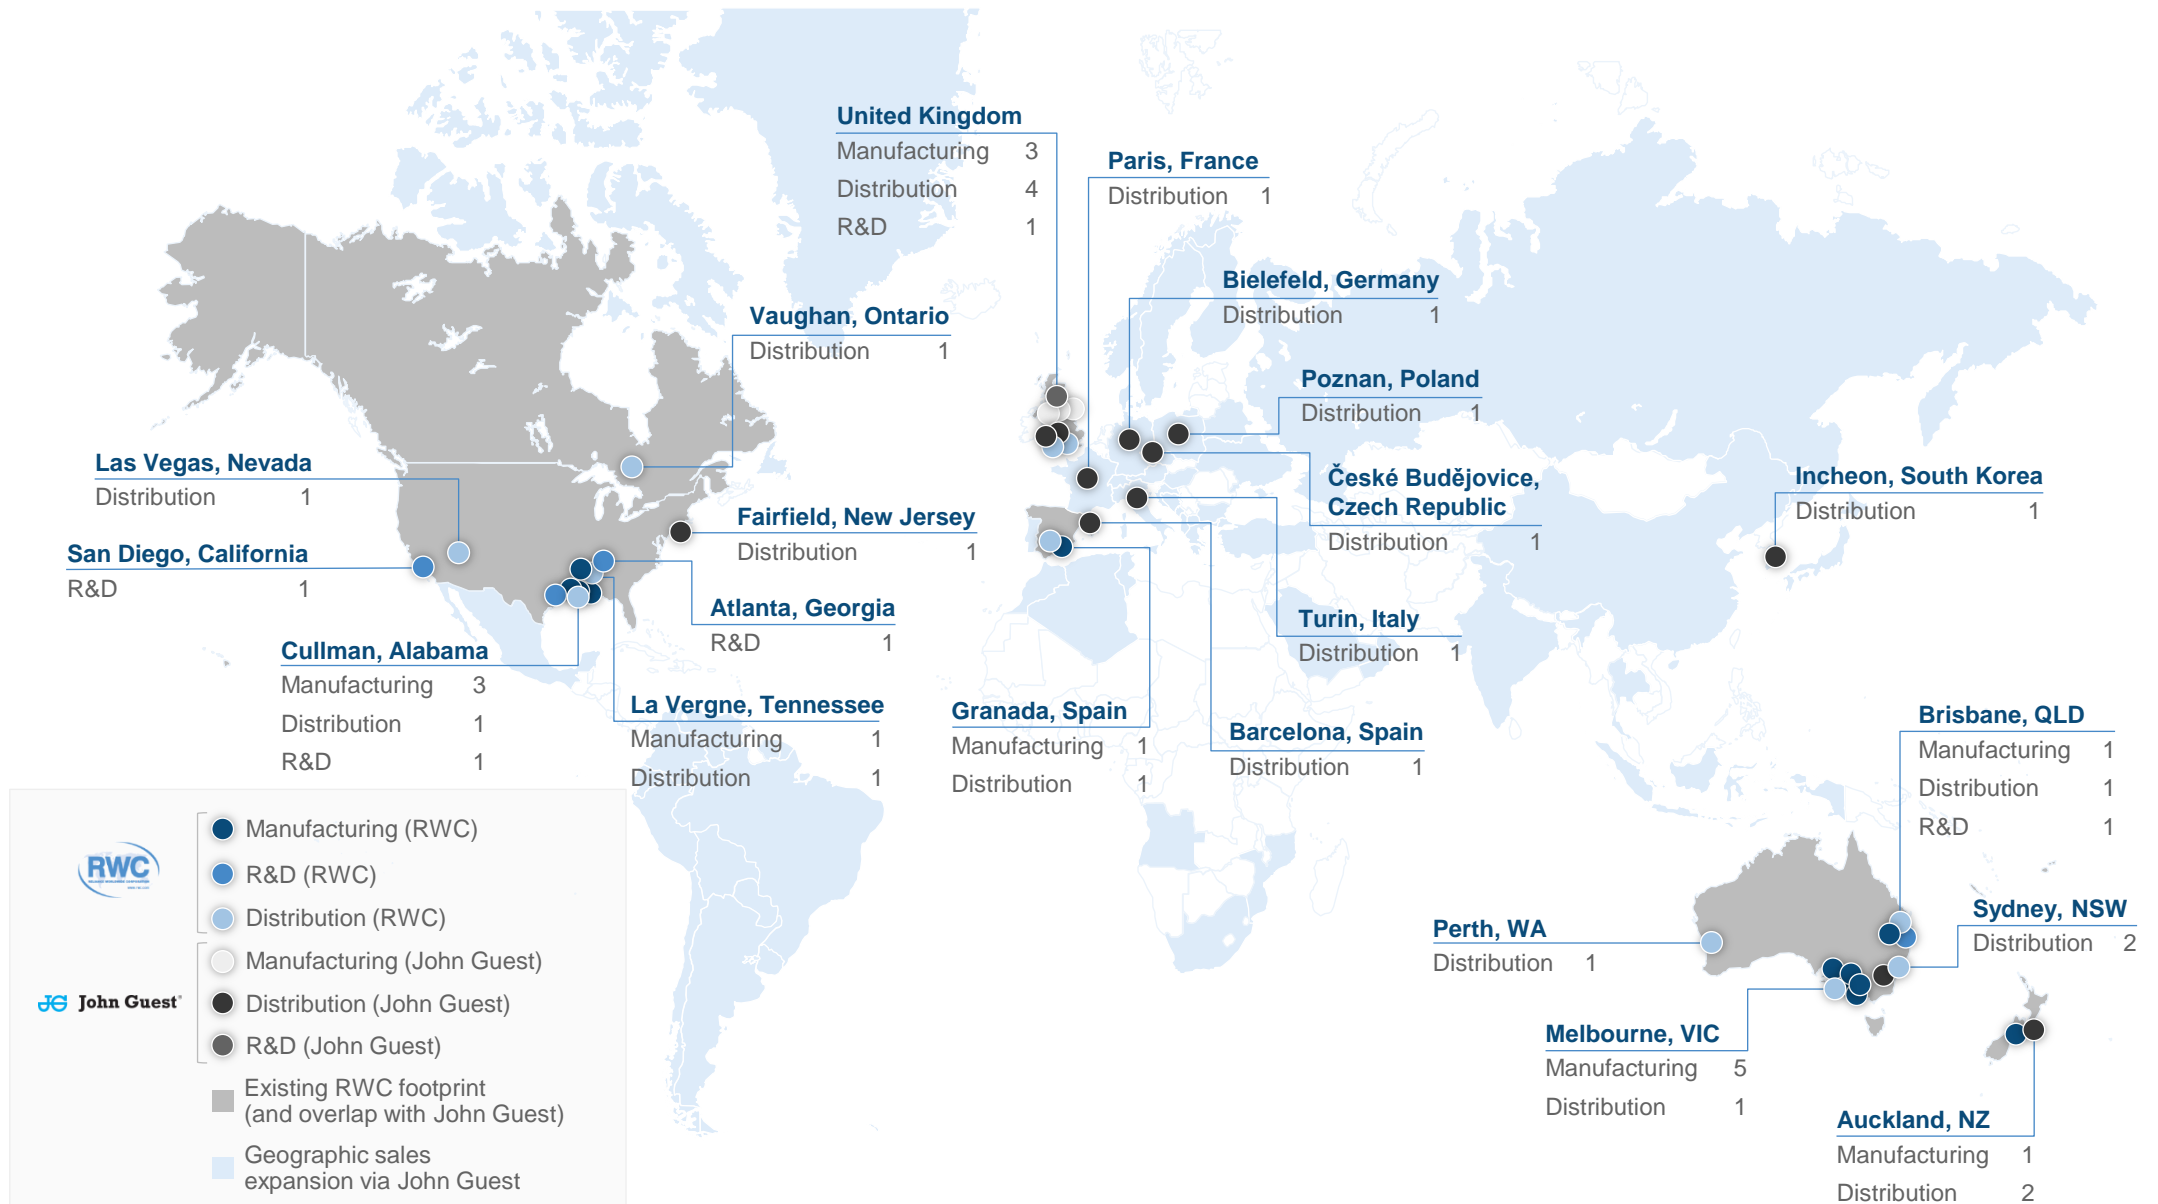 United Kingdom
Manufacturing 3
Distribution 4
R&D 1
Paris, France
Distribution 1
Bielefeld, Germany
Distribution 1
Vaughan, Ontario
Distribution 1
Poznan, Poland
Distribution 1
Las Vegas, Nevada
Distribution 1
České Budějovice,
Czech Republic
Distribution 1
Incheon, South Korea
Distribution 1
Fairfield, New Jersey
Distribution 1
San Diego, California
R&D 1
Atlanta, Georgia
R&D 1
Turin, Italy
Distribution 1
Cullman, Alabama
Manufacturing 3
Distribution 1
R&D 1
La Vergne, Tennessee
Manufacturing 1
Distribution 1
Granada, Spain
Manufacturing 1
Distribution 1
Barcelona, Spain
Distribution 1
Brisbane, QLD
Manufacturing 1
Distribution 1
R&D 1
Sydney, NSW
Distribution 2
Perth, WA
Distribution 1
Melbourne, VIC
Manufacturing 5
Distribution 1
Auckland, NZ
Manufacturing 1
Distribution 2
RWC
Manufacturing (RWC)
R&D (RWC)
Distribution (RWC)
John Guest
Manufacturing (John Guest)
Distribution (John Guest)
R&D (John Guest)
Existing RWC footprint
(and overlap with John Guest)
Geographic sales
expansion via John Guest